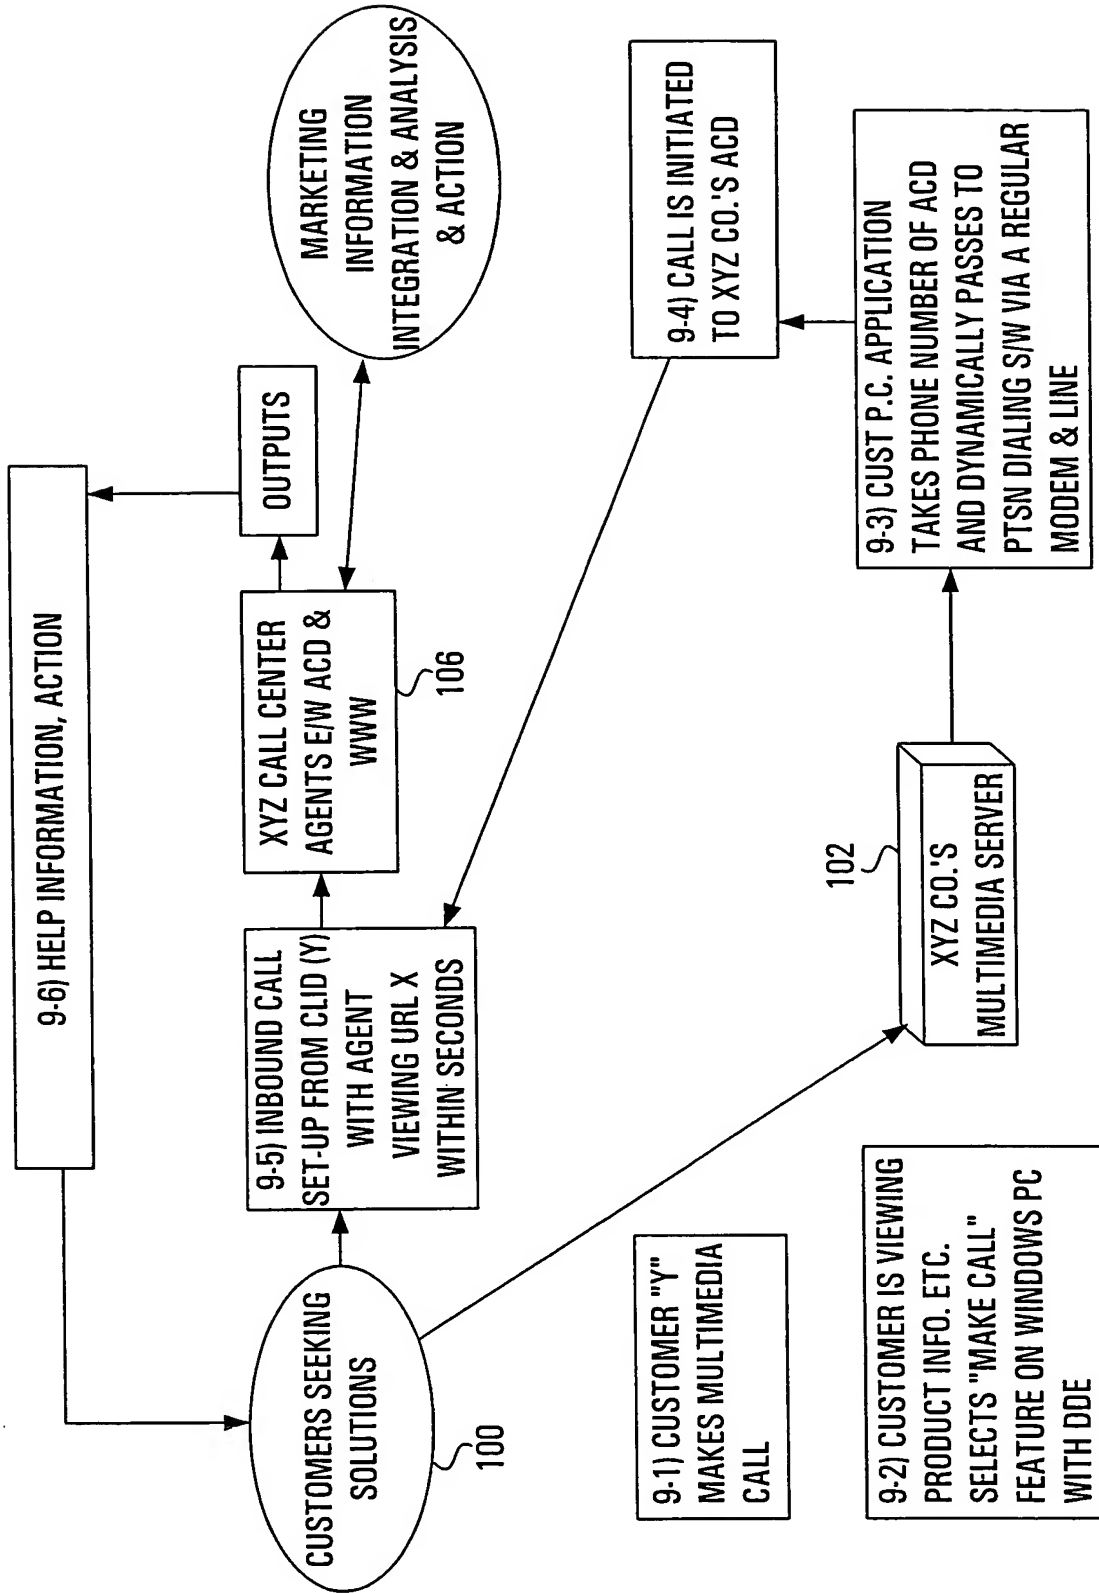 9-6) HELP INFORMATION, ACTION
CUSTOMERS SEEKING
SOLUTIONS
100
9-5) INBOUND CALL
SET-UP FROM CLID (Y)
WITH AGENT
VIEWING URL X
WITHIN SECONDS
XYZ CALL CENTER
AGENTS E/W ACD &
WWW
106
OUTPUTS
MARKETING
INFORMATION
INTEGRATION & ANALYSIS
& ACTION
9-1) CUSTOMER "Y"
MAKES MULTIMEDIA
CALL
9-4) CALL IS INITIATED
TO XYZ CO.'S ACD
9-2) CUSTOMER IS VIEWING
PRODUCT INFO. ETC.
SELECTS "MAKE CALL"
FEATURE ON WINDOWS PC
WITH DDE
102
XYZ CO.'S
MULTIMEDIA SERVER
9-3) CUST P.C. APPLICATION
TAKES PHONE NUMBER OF ACD
AND DYNAMICALLY PASSES TO
PTSN DIALING S/W VIA A REGULAR
MODEM & LINE